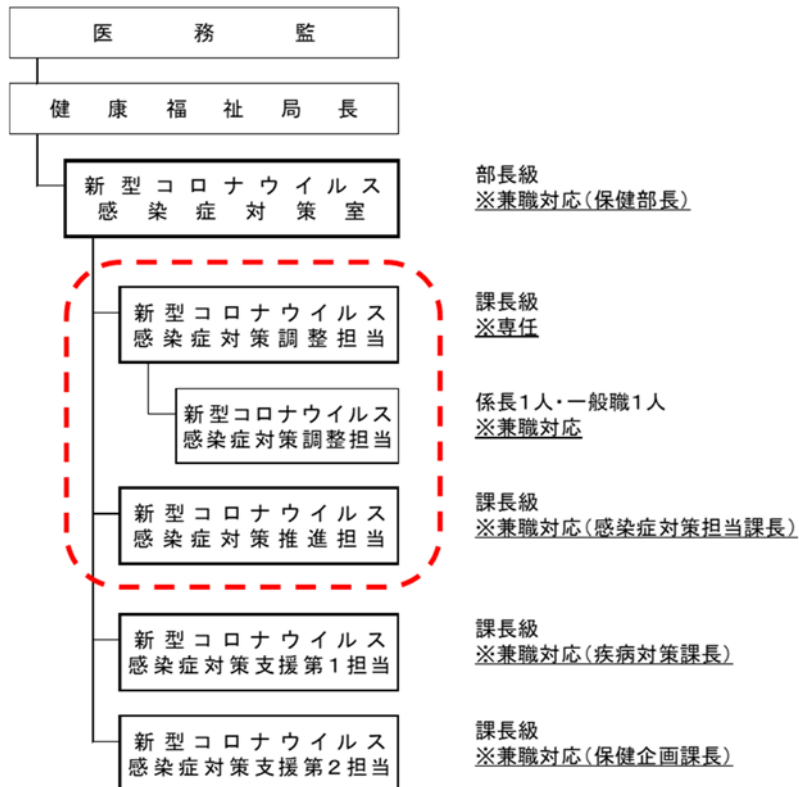 医務監
健康福祉局長
新型コロナウイルス
感染症対策室
部長級
※兼職対応(保健部長)
新型コロナウイルス
感染症対策調整担当
課長級
※専任
新型コロナウイルス
感染症対策調整担当
係長1人・一般職1人
※兼職対応
新型コロナウイルス
感染症対策推進担当
課長級
※兼職対応(感染症対策担当課長)
新型コロナウイルス
感染症対策支援第1担当
課長級
※兼職対応(疾病対策課長)
新型コロナウイルス
感染症対策支援第2担当
課長級
※兼職対応(保健企画課長)